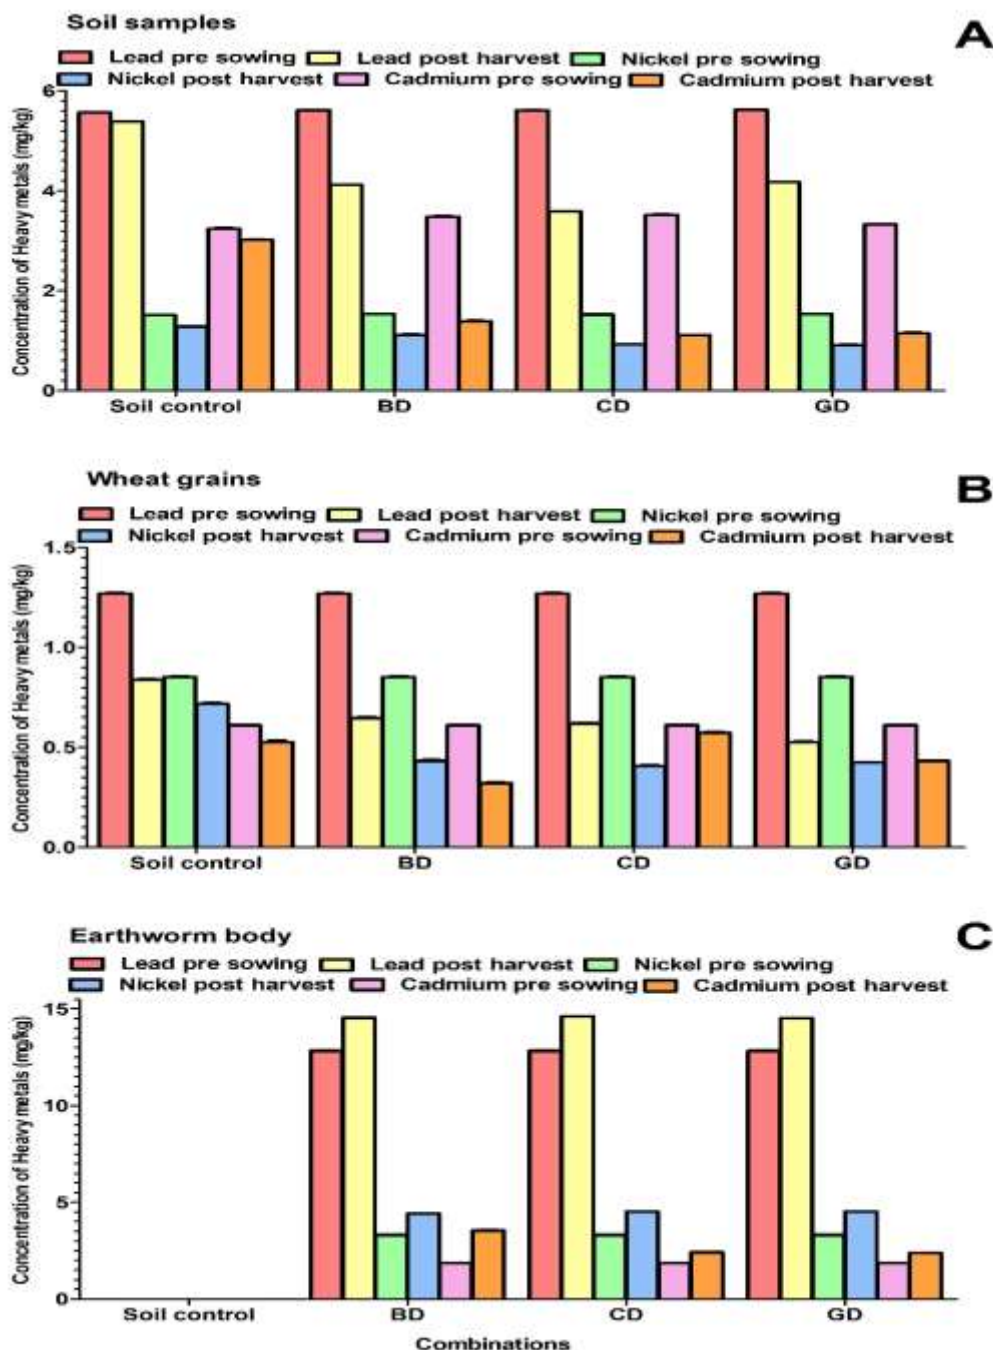 Soil samples
A
Lead pre sowing Lead post harvest Nickel pre sowing
Nickel post harvest Cadmium pre sowing Cadmium post harvest
Concentration of Heavy metals (mg/kg)
6
4
2
0
Soil control BD CD GD
Wheat grains
B
Lead pre sowing Lead post harvest Nickel pre sowing
Nickel post harvest Cadmium pre sowing Cadmium post harvest
Concentration of Heavy metals (mg/kg)
1.5
1.0
0.5
0.0
Soil control BD CD GD
Earthworm body
C
Lead pre sowing Lead post harvest Nickel pre sowing
Nickel post harvest Cadmium pre sowing Cadmium post harvest
Concentration of Heavy metals (mg/kg)
15
10
5
0
Soil control BD CD GD
Combinations